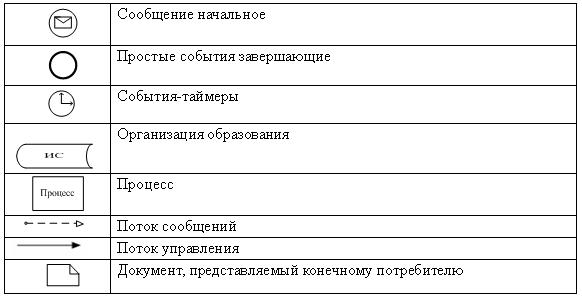 Сообщение начальное
Простые события завершающие
События-таймеры
Организация образования
ИС
Процесс
Процесс
Поток сообщений
Поток управления
Документ, представляемый конечному потребителю